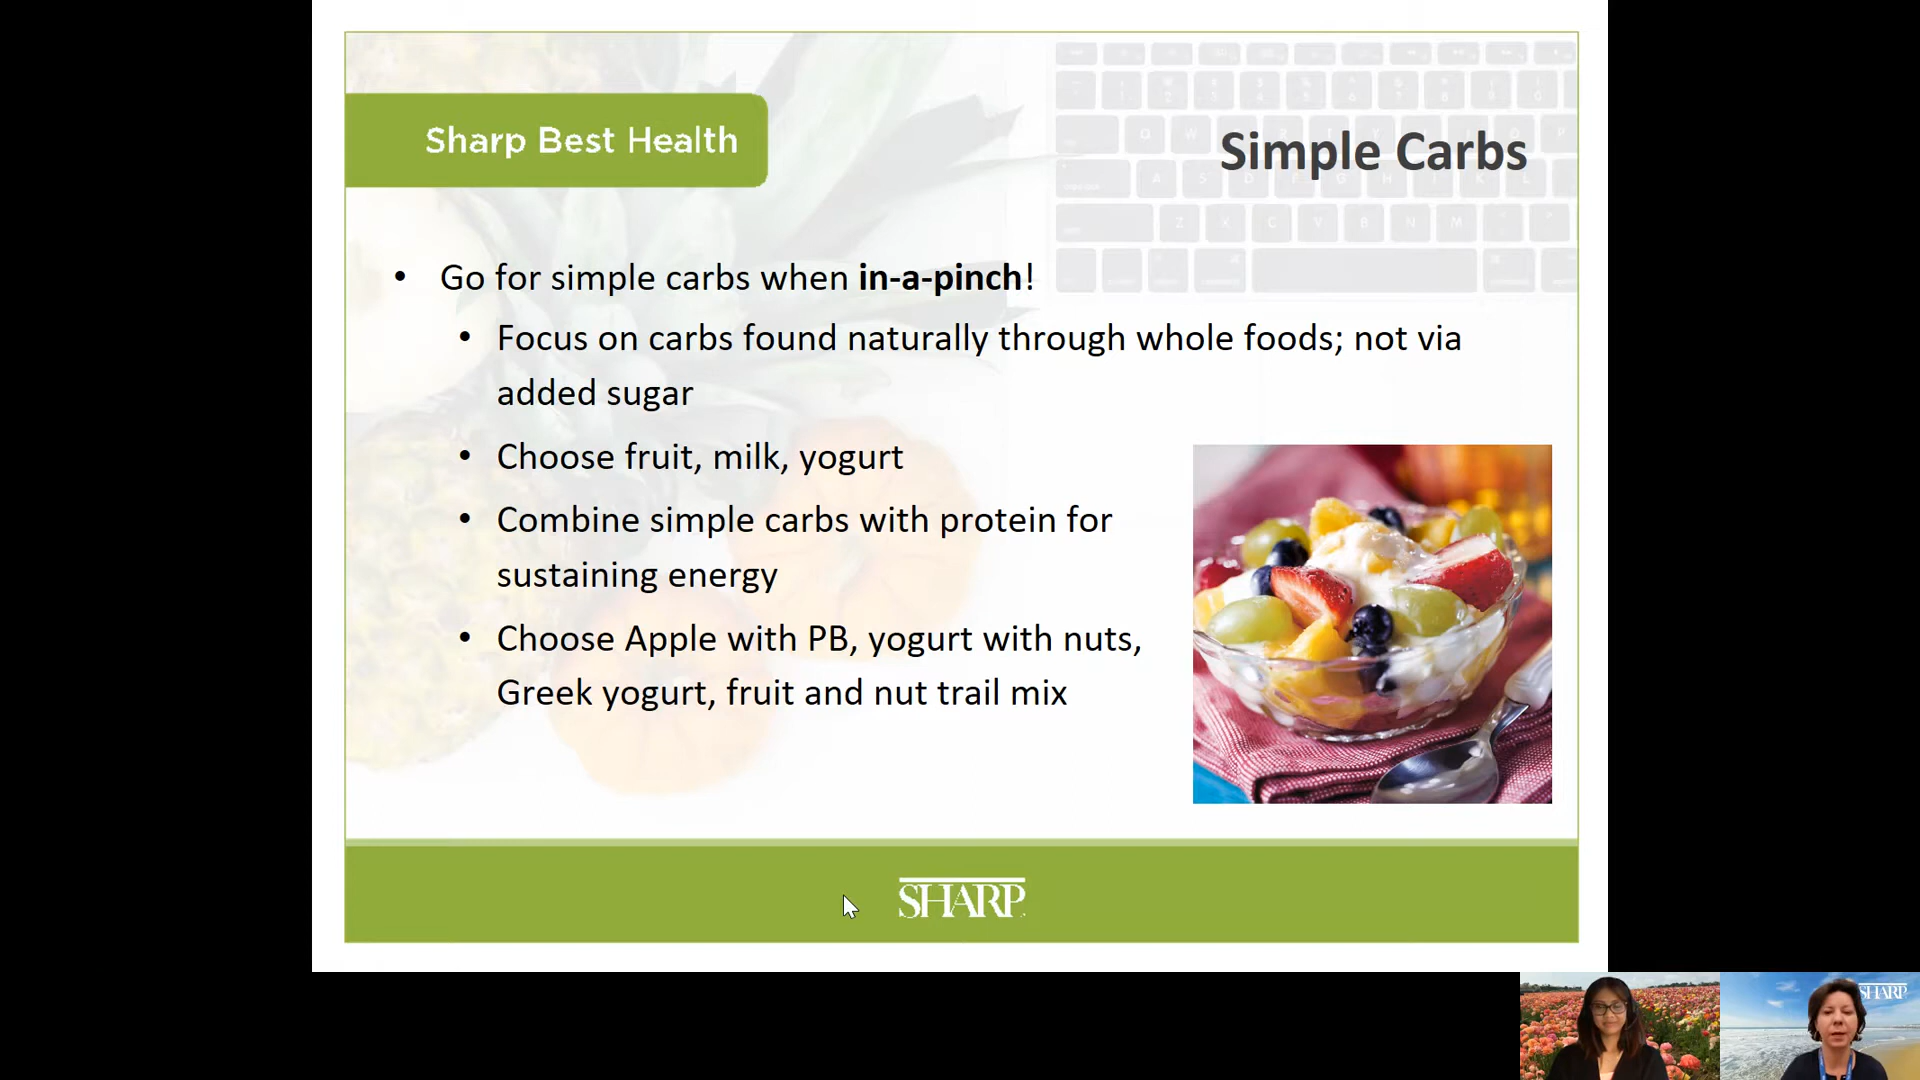 Sharp Best Health
Simple Carbs
• Go for simple carbs when in-a-pinch!
• Focus on carbs found naturally through whole foods; not via
added sugar
• Choose fruit, milk, yogurt
• Combine simple carbs with protein for
sustaining energy
• Choose Apple with PB, yogurt with nuts,
Greek yogurt, fruit and nut trail mix
SHARP
SHARP